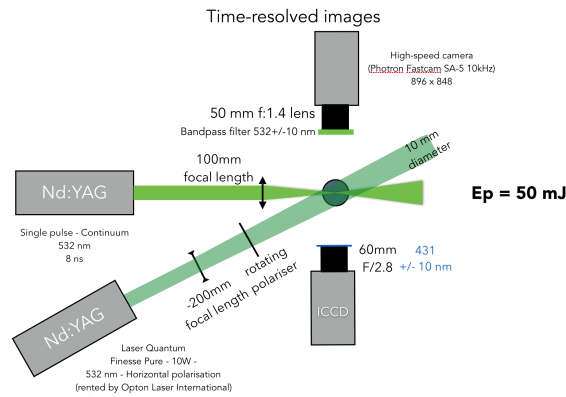 Time-resolved images
High-speed camera
(Photron Fastcam SA-5 10kHz)
896 x 848
50 mm f:1.4 lens
Bandpass filter 532+/-10 nm
10 mm
diameter
100mm
focal length
Nd:YAG
Ep = 50 mJ
Single pulse - Continuum
532 nm
8 ns
rotating
polariser
-200mm
focal length
60mm
F/2.8
431
+/- 10 nm
ICCD
Nd:YAG
Laser Quantum
Finesse Pure - 10W -
532 nm - Horizontal polarisation
(rented by Opton Laser International)